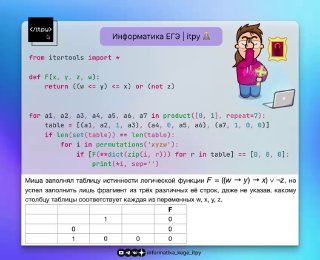 </itpy>
Информатика ЕГЭ | itpy
from itertools import *
def F(x, y, z, w):
return ((w <= y) <= x) or (not z)
for a1, a2, a3, a4, a5, a6, a7 in product([0, 1], repeat=7):
table = [(a1, a2, 1, a3), (a4, 0, a5, a6), (a7, 1, 0, 0)]
if len(set(table)) == len(table):
for i in permutations('xyzw'):
if [F(**dict(zip(i, r))) for r in table] == [0, 0, 0]:
print(*i, sep='')
Миша заполнял таблицу истинности логической функции F = ((w → y) → x) ∨ ¬z, но
успел заполнить лишь фрагмент из трёх различных её строк, даже не указав, какому
столбцу таблицы соответствует каждая из переменных w, x, y, z.
F
1 0
0 0
1 0 0 0
informatika_kege_itpy